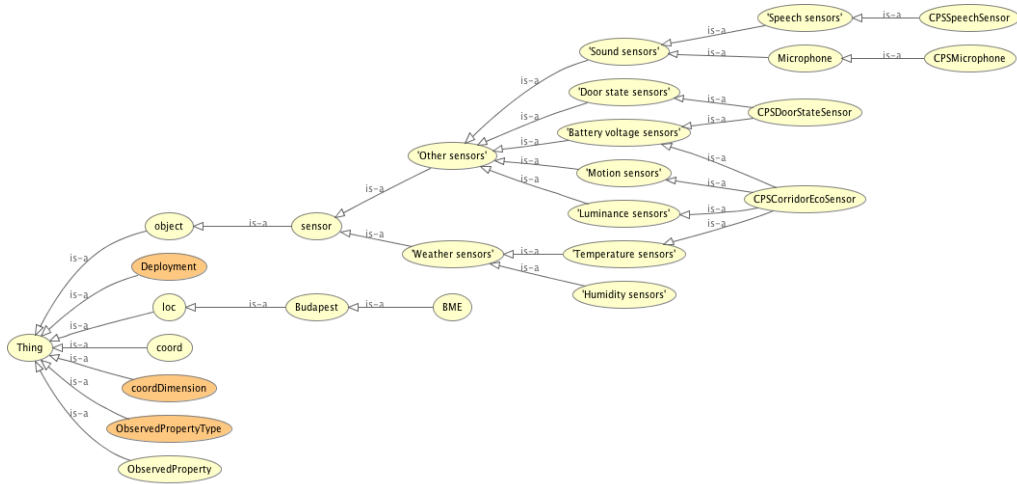 'Speech sensors'
is-a
CPSSpeechSensor
is-a
'Sound sensors'
is-a
Microphone
is-a
CPSMicrophone
is-a
'Door state sensors'
is-a
CPSDoorStateSensor
is-a
'Battery voltage sensors'
is-a
is-a
'Other sensors'
is-a
is-a
'Motion sensors'
is-a
CPSCorridorEcoSensor
is-a
is-a
'Luminance sensors'
is-a
object
is-a
sensor
is-a
is-a
'Weather sensors'
is-a
'Temperature sensors'
is-a
Deployment
is-a
'Humidity sensors'
is-a
loc
is-a
Budapest
is-a
BME
is-a
Thing
coord
is-a
is-a
coordDimension
is-a
ObservedPropertyType
is-a
ObservedProperty